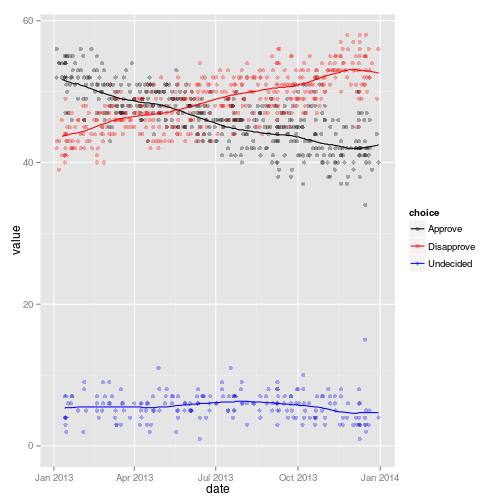 60
40
20
0
value
Jan 2013
Apr 2013
Jul 2013
Oct 2013
Jan 2014
date
choice
Approve
Disapprove
Undecided